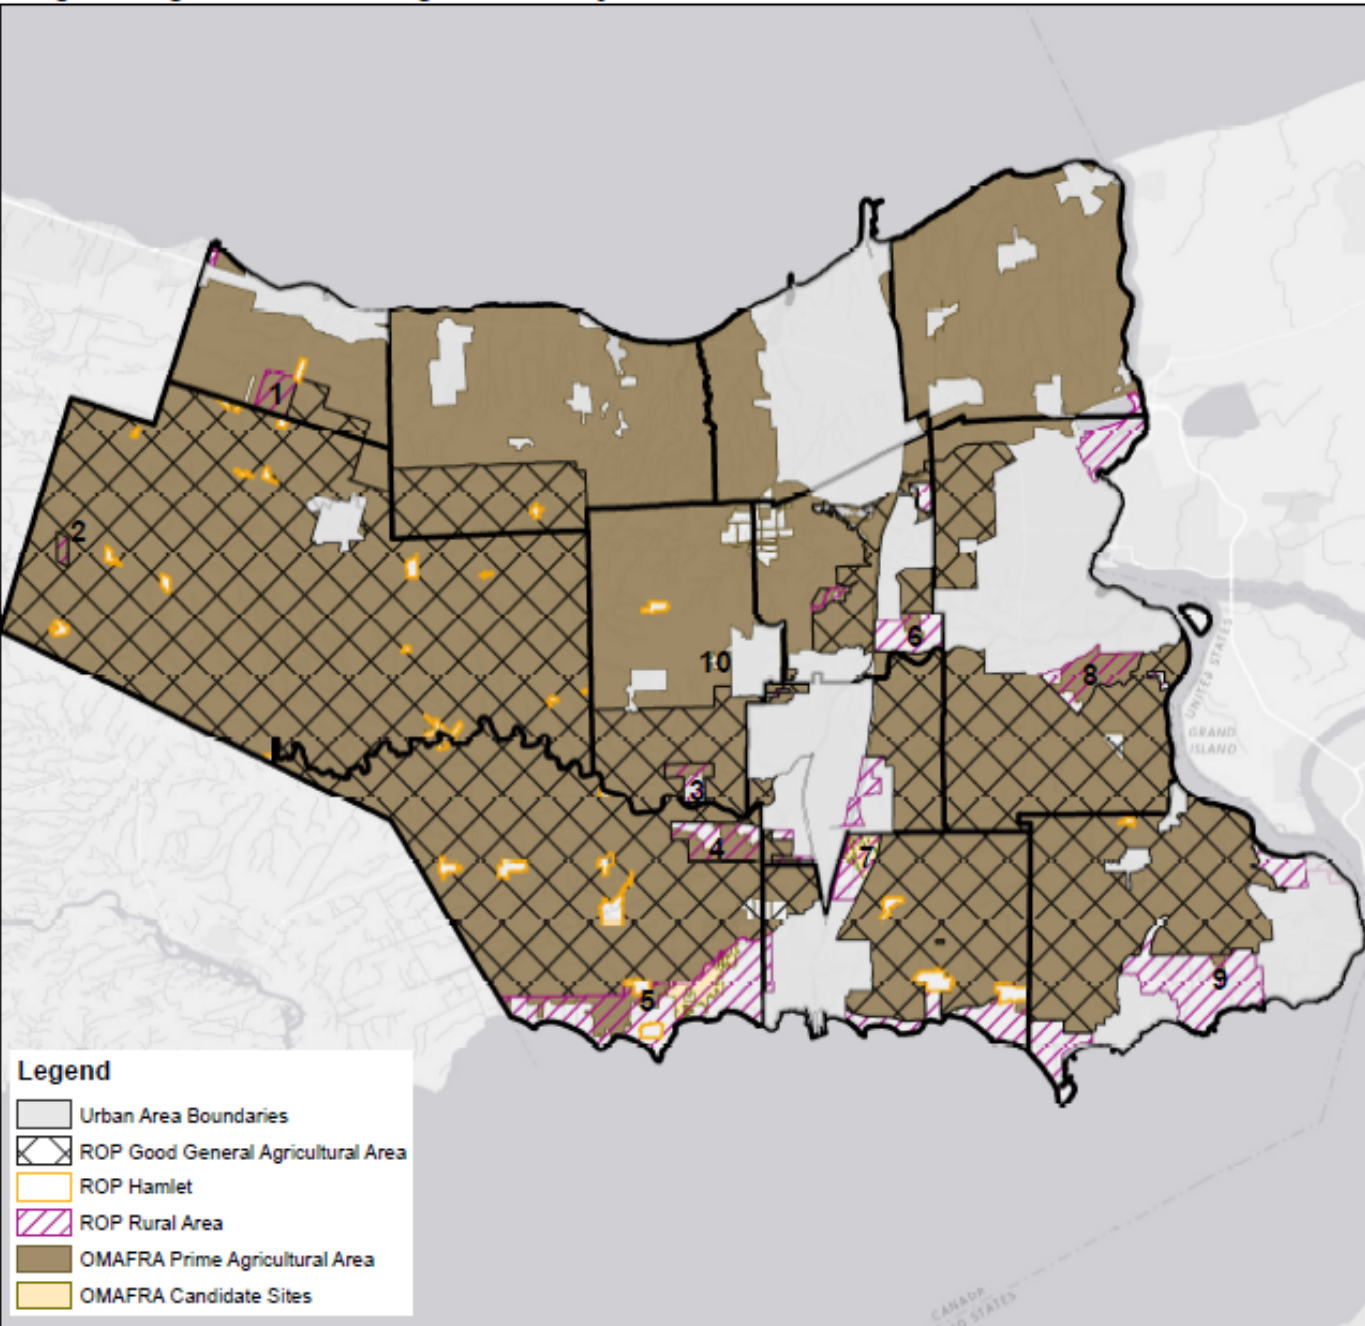 1
2
10
6
8
UNITED STATES
GRAND
ISLAND
3
4
7
9
5
Legend
Urban Area Boundaries
ROP Good General Agricultural Area
ROP Hamlet
ROP Rural Area
OMAFRA Prime Agricultural Area
OMAFRA Candidate Sites
CANADA
STATES